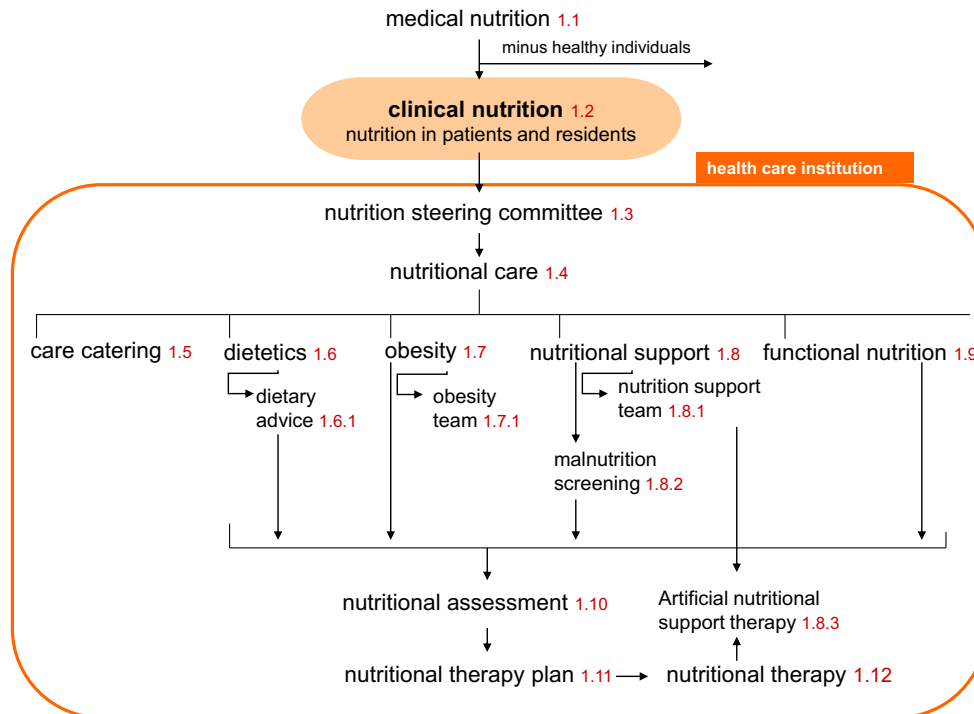 medical nutrition 1.1
minus healthy individuals
clinical nutrition 1.2
nutrition in patients and residents
health care institution
nutrition steering committee 1.3
nutritional care 1.4
care catering 1.5
dietetics 1.6
obesity 1.7
nutritional support 1.8
functional nutrition 1.9
dietary
advice 1.6.1
obesity
team 1.7.1
nutrition support
team 1.8.1
malnutrition
screening 1.8.2
nutritional assessment 1.10
Artificial nutritional
support therapy 1.8.3
nutritional therapy plan 1.11
nutritional therapy 1.12